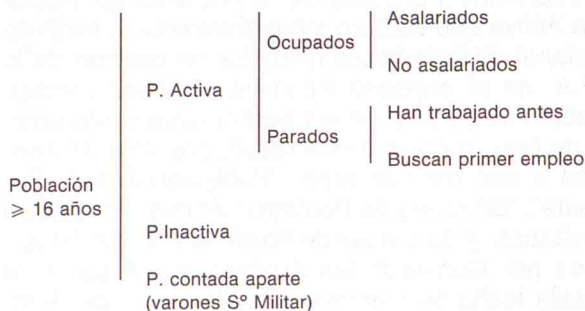 Asalariados
Ocupados
No asalariados
P. Activa
Han trabajado antes
Parados
Buscan primer empleo
Población
≥ 16 años
P.Inactiva
P. contada aparte
(varones Sº Militar)